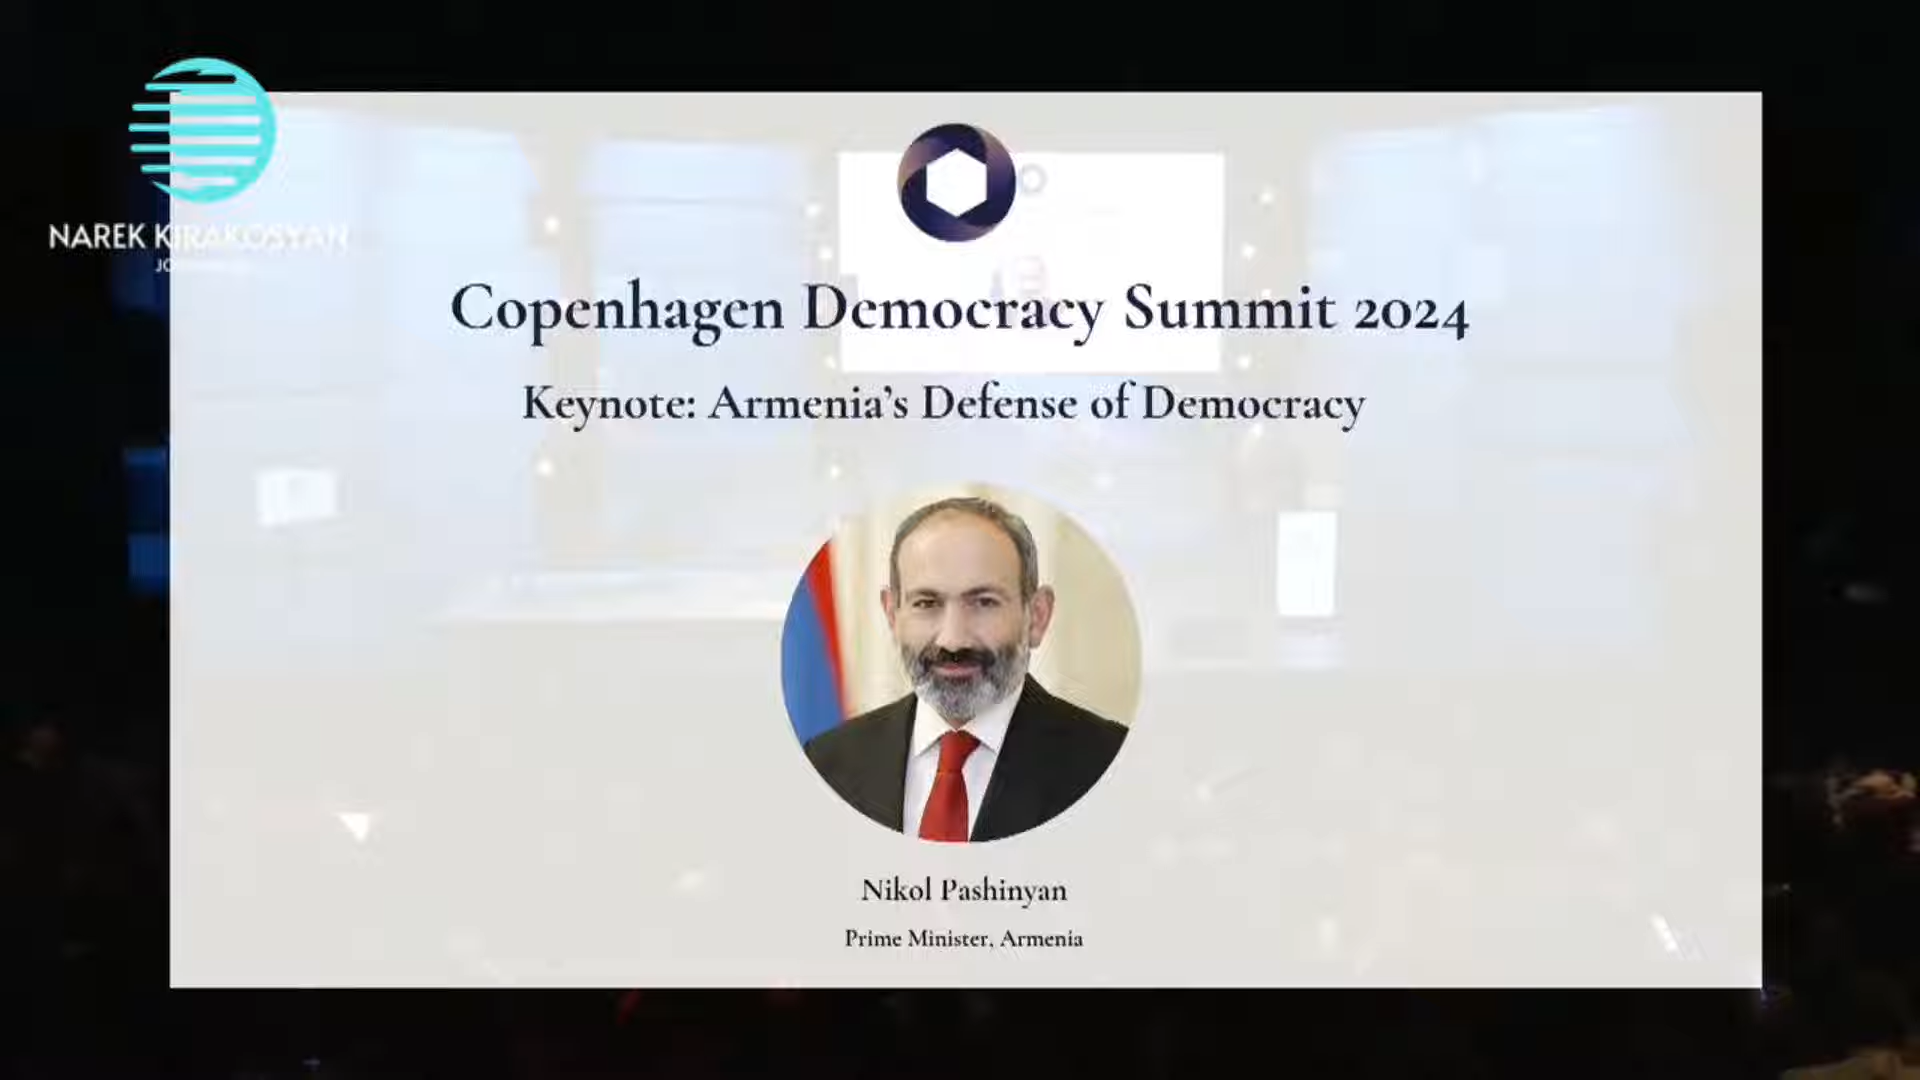 NAREK KIRAKOSYAN
Copenhagen Democracy Summit 2024
Keynote: Armenia’s Defense of Democracy
Nikol Pashinyan
Prime Minister, Armenia